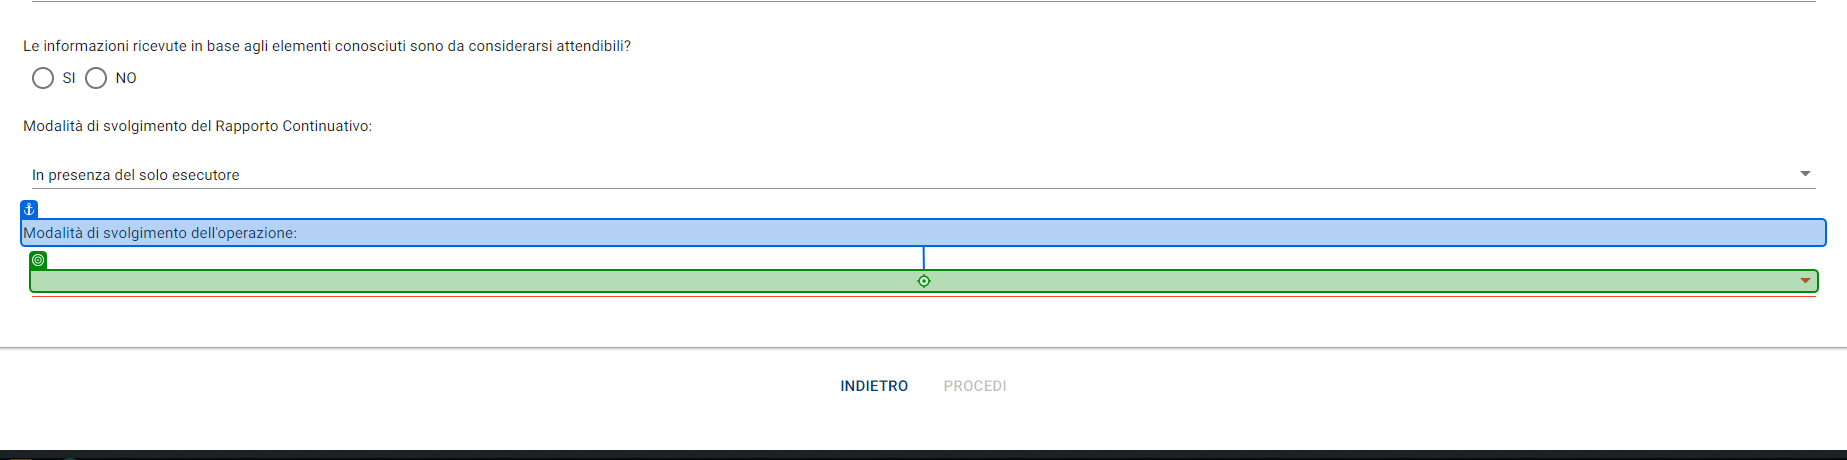 Le informazioni ricevute in base agli elementi conosciuti sono da considerarsi attendibili?
SI NO
Modalità di svolgimento del Rapporto Continuativo:
In presenza del solo esecutore
Modalità di svolgimento dell'operazione:
INDIETRO PROCEDI